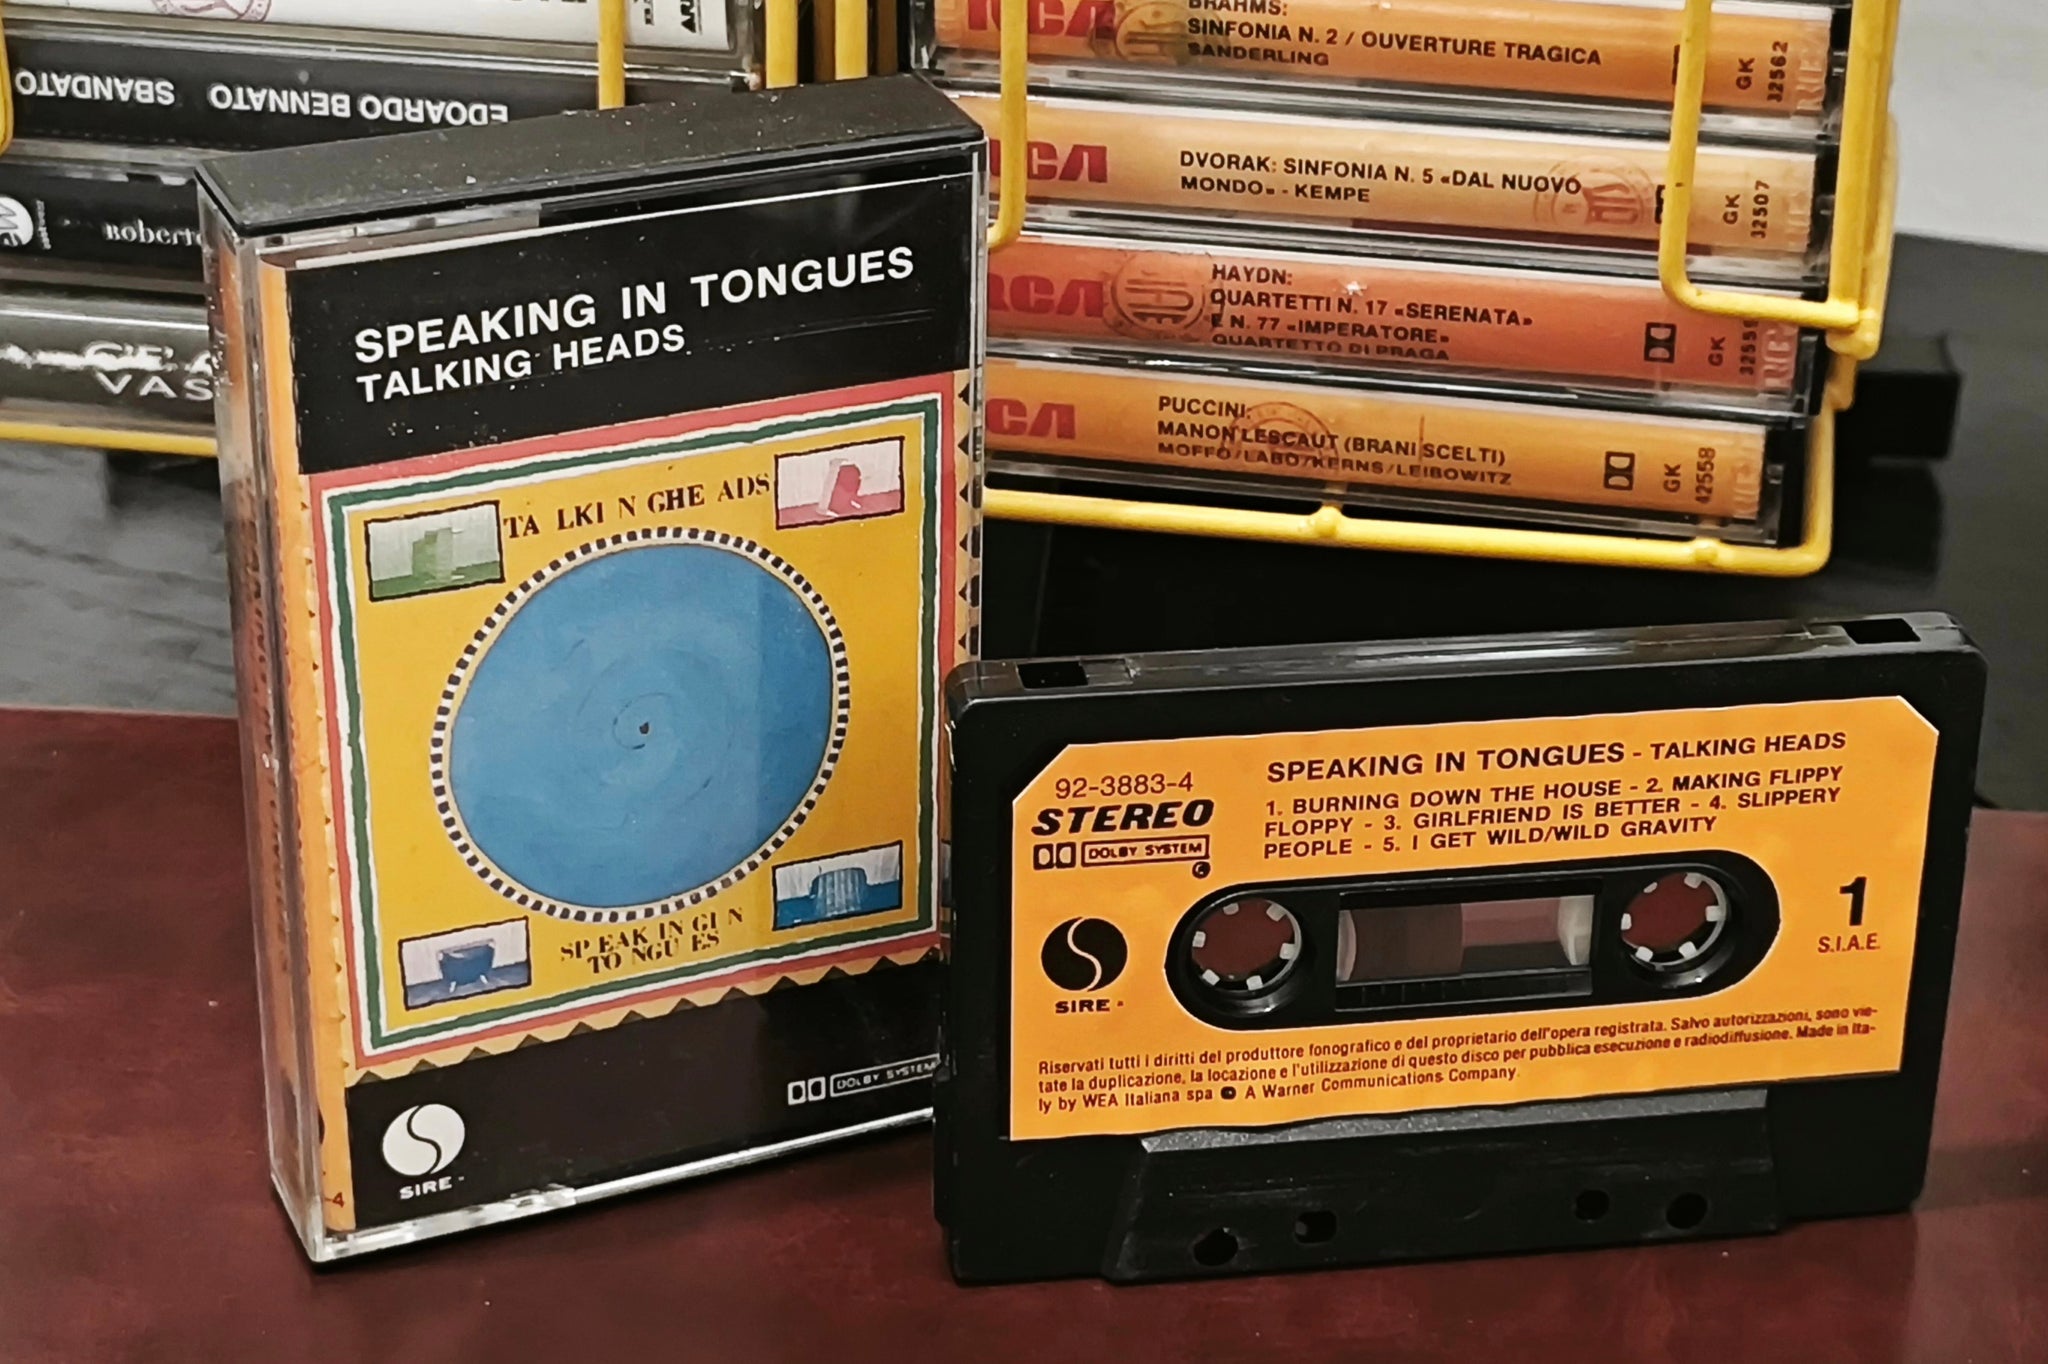 SBANDATO EDOARDO BENNATO
Roberto
VAS
RCA
BRAHMS:
SINFONIA N. 2 / OUVERTURE TRAGICA
SANDERLING
GK
32562
RCA
DVORAK: SINFONIA N. 5 «DAL NUOVO
MONDO» - KEMPE
GK
32507
RCA
HAYDN:
QUARTETTI N. 17 «SERENATA»
E N. 77 «IMPERATORE»
QUARTETTO DI PRAGA
GK
RCA
PUCCINI:
MANON LESCAUT (BRANI SCELTI)
MOFFO/LABO/KERNS/LEIBOWITZ
GK
42558
SPEAKING IN TONGUES
TALKING HEADS
TA LKI N GHE ADS
SP EAK IN GI N
TO NGU ES
DOLBY SYSTEM
SIRE
-4
92-3883-4
STEREO
DOLBY SYSTEM
SPEAKING IN TONGUES - TALKING HEADS
1. BURNING DOWN THE HOUSE - 2. MAKING FLIPPY
FLOPPY - 3. GIRLFRIEND IS BETTER - 4. SLIPPERY
PEOPLE - 5. I GET WILD/WILD GRAVITY
1
S.I.A.E.
SIRE
Riservati tutti i diritti del produttore fonografico e del proprietario dell'opera registrata. Salvo autorizzazioni, sono vie-
tate la duplicazione, la locazione e l'utilizzazione di questo disco per pubblica esecuzione e radiodiffusione. Made in Ita-
ly by WEA Italiana spa A Warner Communications Company.